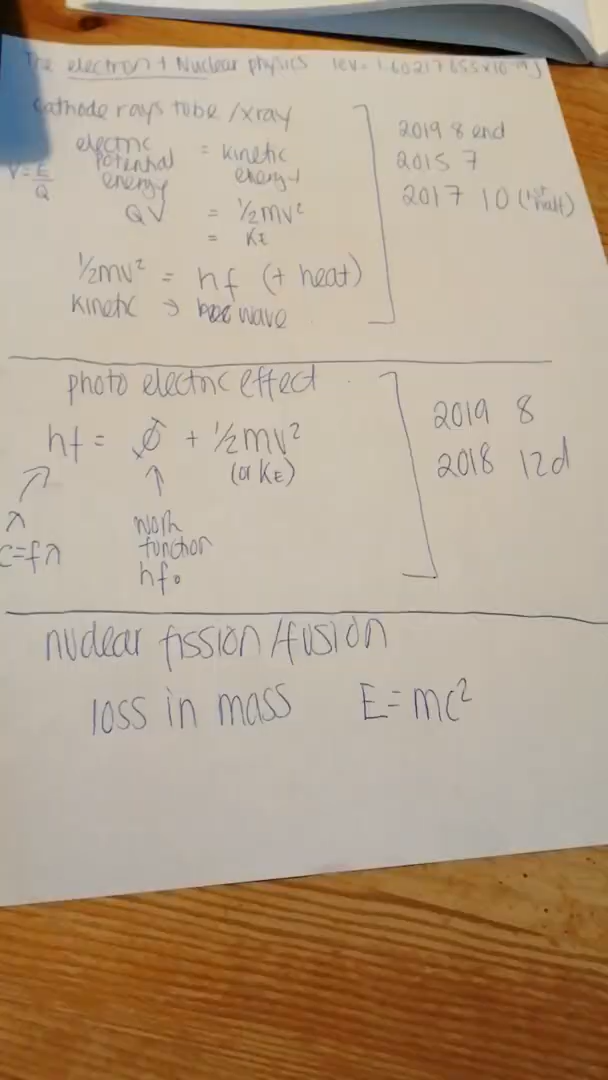 The electron + Nuclear physics 1eV = 1.60217655 x 10⁻¹⁹ J
Cathode rays tube / xray
electric potential energy = kinetic energy
V = E/Q
QV = ½mv²
= KE
½mv² = hf (+ heat)
kinetic → wave
2019 8 end
2015 7
2017 10 (1st half)
photo electric effect
hf = ϕ + ½mv²
(or KE)
λ
c=fλ
work
function
hf₀
2019 8
2018 12d
nuclear fission/fusion
loss in mass E=mc²